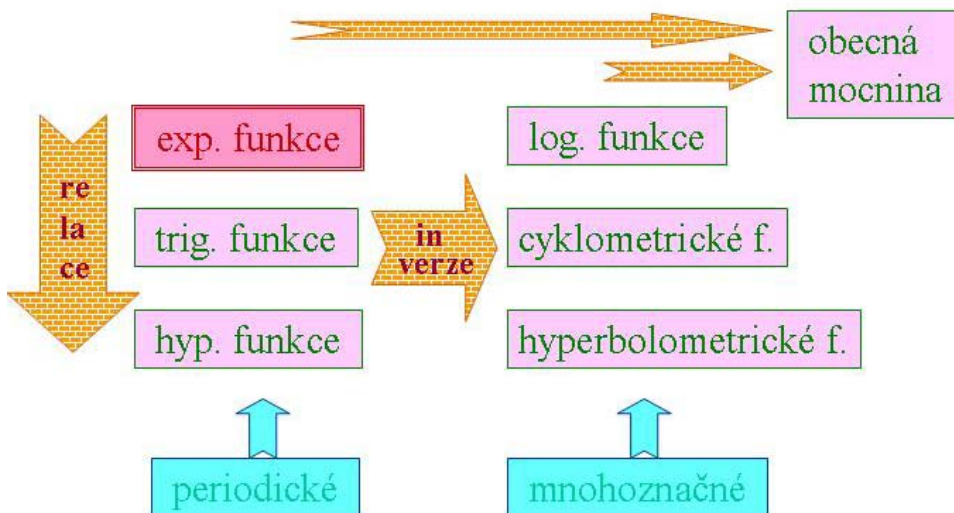 obecná
mocnina
exp. funkce
log. funkce
re
la
ce
trig. funkce
in
verze
cyklometrické f.
hyp. funkce
hyperbolometrické f.
periodické
mnohoznačné